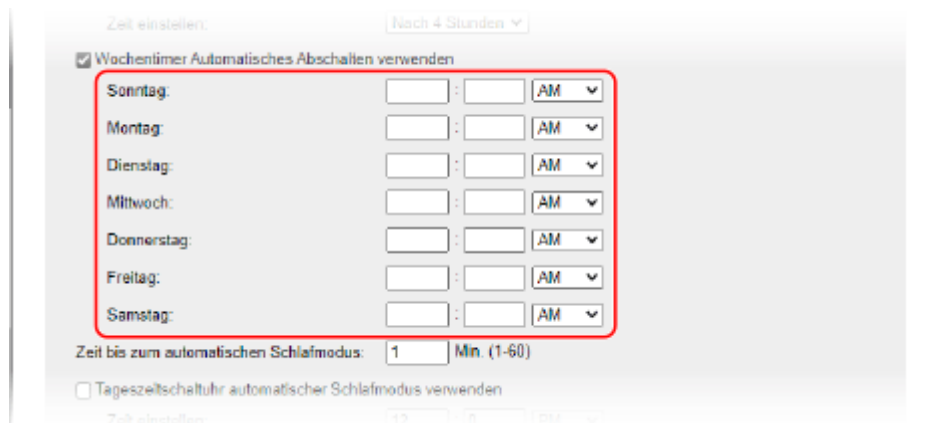 Zeit einstellen: Nach 4 Stunden
Wochentimer Automatisches Abschalten verwenden
Sonntag: : AM
Montag: : AM
Dienstag: : AM
Mittwoch: : AM
Donnerstag: : AM
Freitag: : AM
Samstag: : AM
Zeit bis zum automatischen Schlafmodus: 1 Min. (1-60)
Tageszeitschaltuhr automatischer Schlafmodus verwenden
Zeit einstellen: 12 : 0 PM